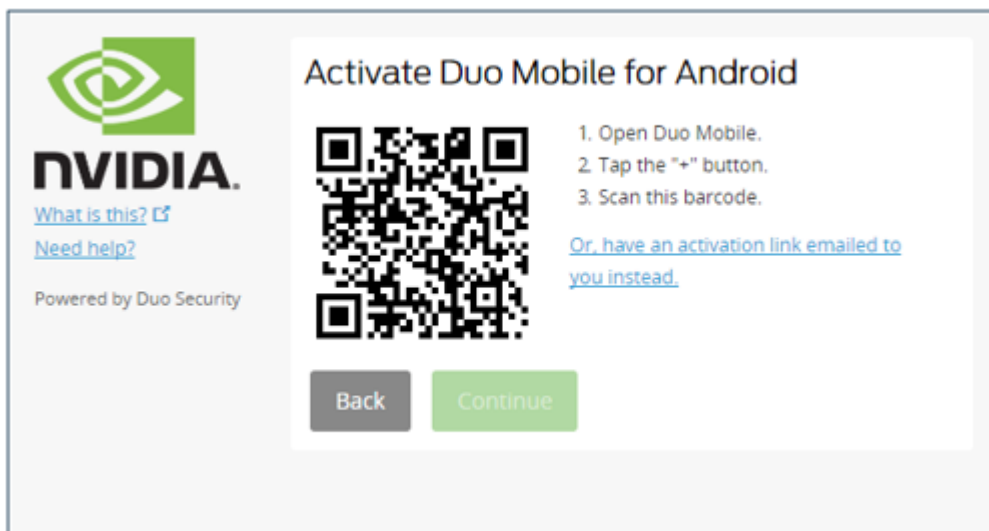 NVIDIA.
What is this?
Need help?
Powered by Duo Security
Activate Duo Mobile for Android
1. Open Duo Mobile.
2. Tap the "+" button.
3. Scan this barcode.
Or, have an activation link emailed to
you instead.
Back
Continue